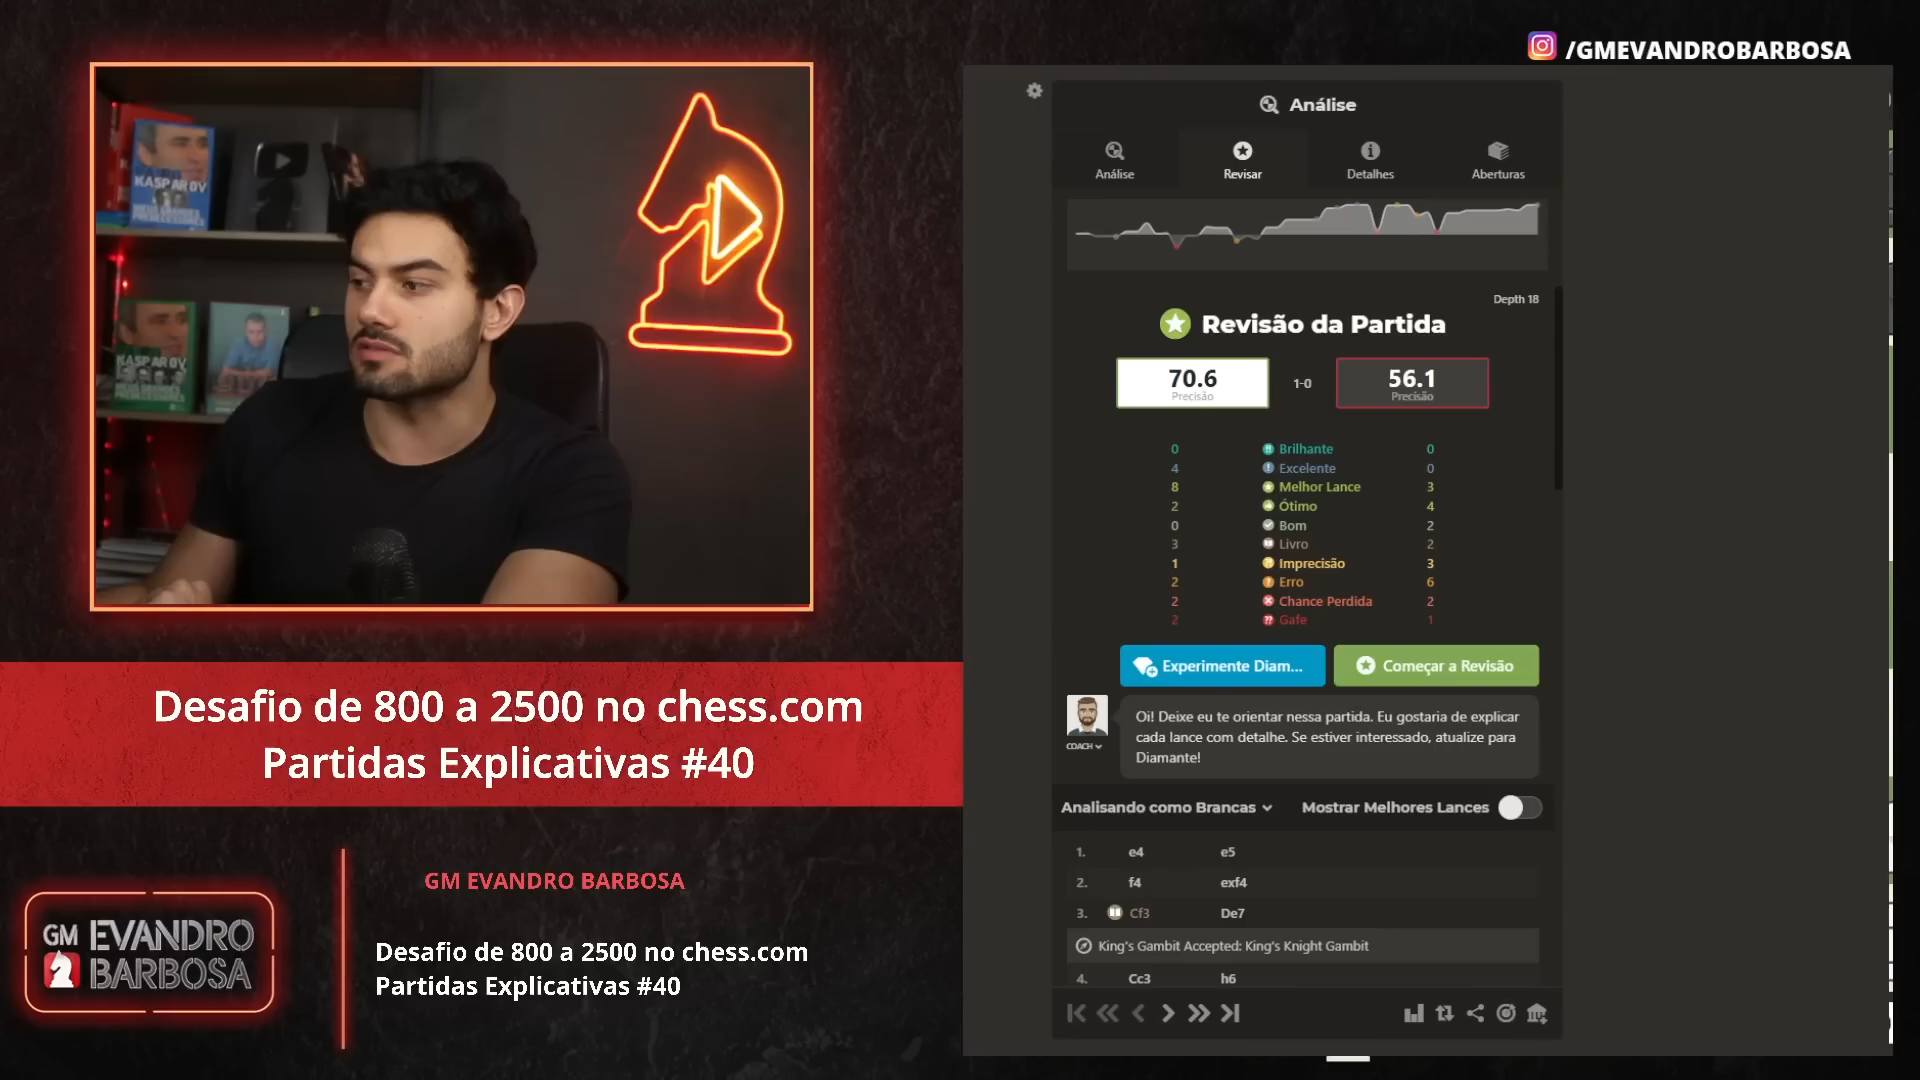 /GMEVANDROBARBOSA
KASPAROV
MEUS GRANDES
PREDECESSORES
KASPAROV
MEUS GRANDES
PREDECESSORES
Análise
Análise
Revisar
Detalhes
Aberturas
Depth 18
Revisão da Partida
70.6
Precisão
1-0
56.1
Precisão
0 Brilhante 0
4 Excelente 0
8 Melhor Lance 3
2 Ótimo 4
0 Bom 2
3 Livro 2
1 Imprecisão 3
2 Erro 6
2 Chance Perdida 2
2 Gafe 1
Experimente Diam...
Começar a Revisão
COACH
Oi! Deixe eu te orientar nessa partida. Eu gostaria de explicar
cada lance com detalhe. Se estiver interessado, atualize para
Diamante!
Analisando como Brancas
Mostrar Melhores Lances
1. e4 e5
2. f4 exf4
3. Cf3 De7
King's Gambit Accepted: King's Knight Gambit
4. Cc3 h6
Desafio de 800 a 2500 no chess.com
Partidas Explicativas #40
GM EVANDRO
BARBOSA
GM EVANDRO BARBOSA
Desafio de 800 a 2500 no chess.com
Partidas Explicativas #40